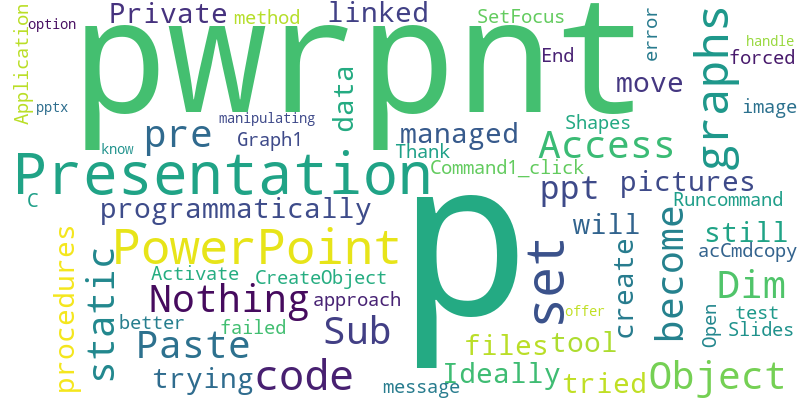 option
Private
method
linked
SetFocus
Application
pwrpnt
error
graphs
handle
forced
End
pptx
data
move
image
manipulating
pre
Graph1
managed
Shapes
know
Thank
Access
Presentation
Command1_click
p
ppt
pictures
C
programmatically
Runcommand
will
still
PowerPoint
acCmdcopy
procedures
static
set
create
become
Activate
CreateObject
Nothing
approach
Dim
offer
Open
test
better
failed
Sub
Slides
Paste
files
tool
trying
code
message
Ideally
tried
Object